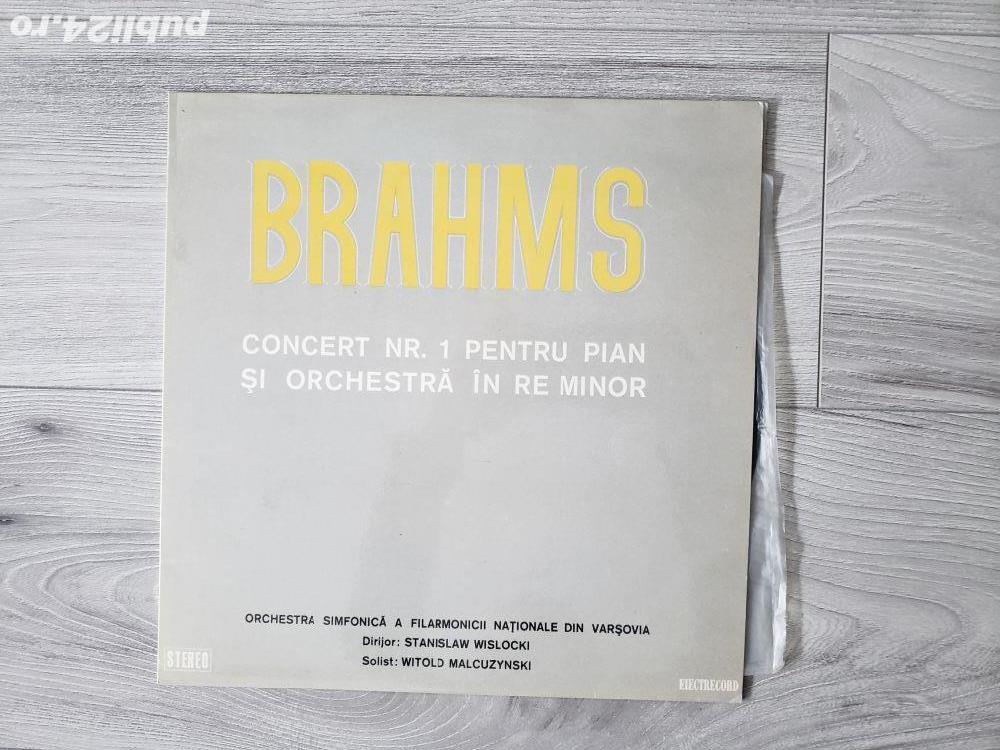 publi24.ro
BRAHMS
CONCERT NR. 1 PENTRU PIAN
ŞI ORCHESTRĂ ÎN RE MINOR
ORCHESTRA SIMFONICĂ A FILARMONICII NAŢIONALE DIN VARŞOVIA
Dirijor: STANISLAW WISLOCKI
Solist: WITOLD MALCUZYNSKI
STEREO
ELECTRECORD